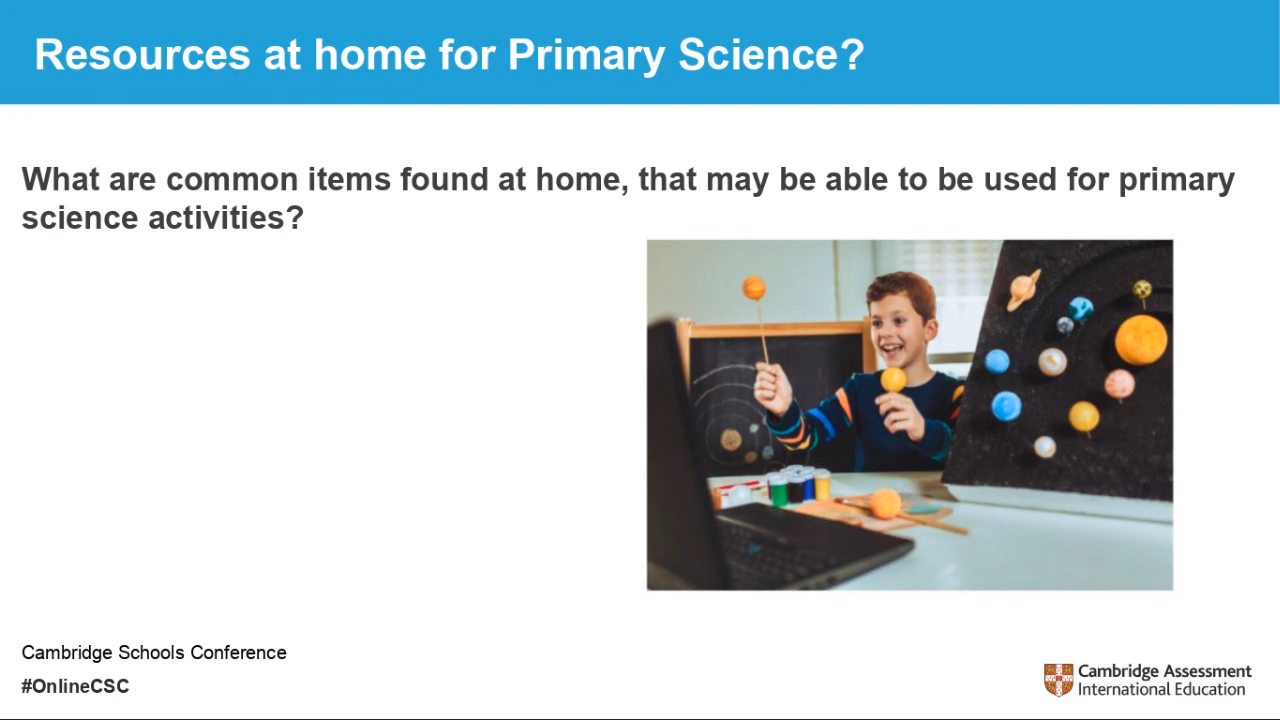 Resources at home for Primary Science?
What are common items found at home, that may be able to be used for primary
science activities?
Cambridge Schools Conference
#OnlineCSC
Cambridge Assessment
International Education